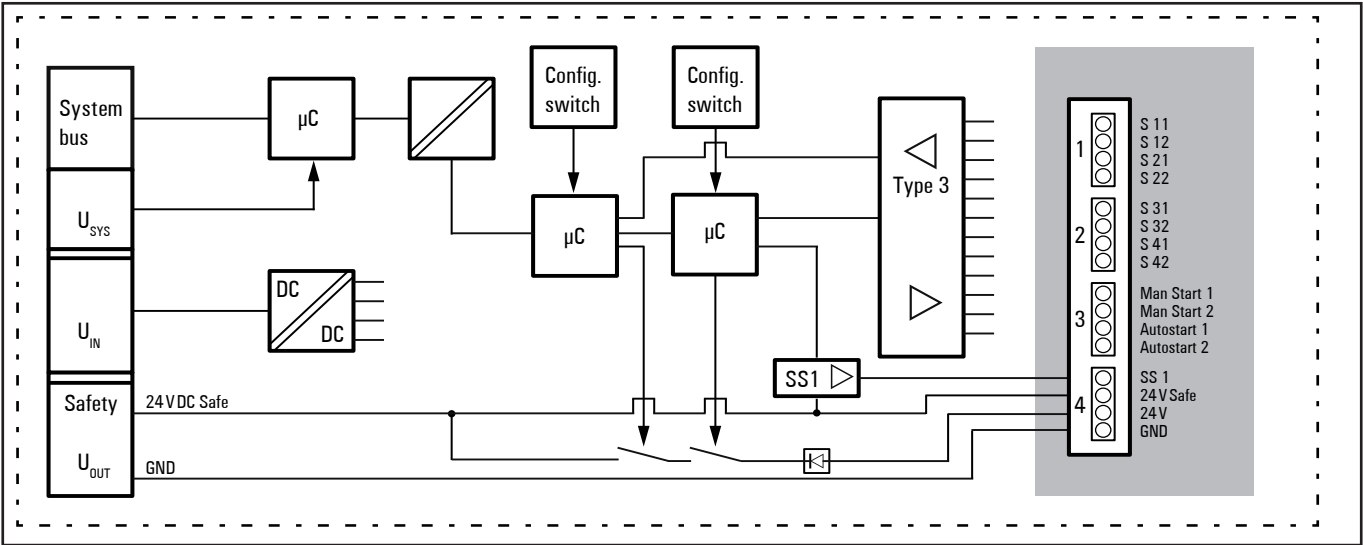 System
bus
U SYS
U IN
Safety
U OUT
µC
DC
DC
24 V DC Safe
GND
Config.
switch
Config.
switch
µC
µC
Type 3
SS1
1
S 11
S 12
S 21
S 22
2
S 31
S 32
S 41
S 42
3
Man Start 1
Man Start 2
Autostart 1
Autostart 2
4
SS 1
24 V Safe
24 V
GND